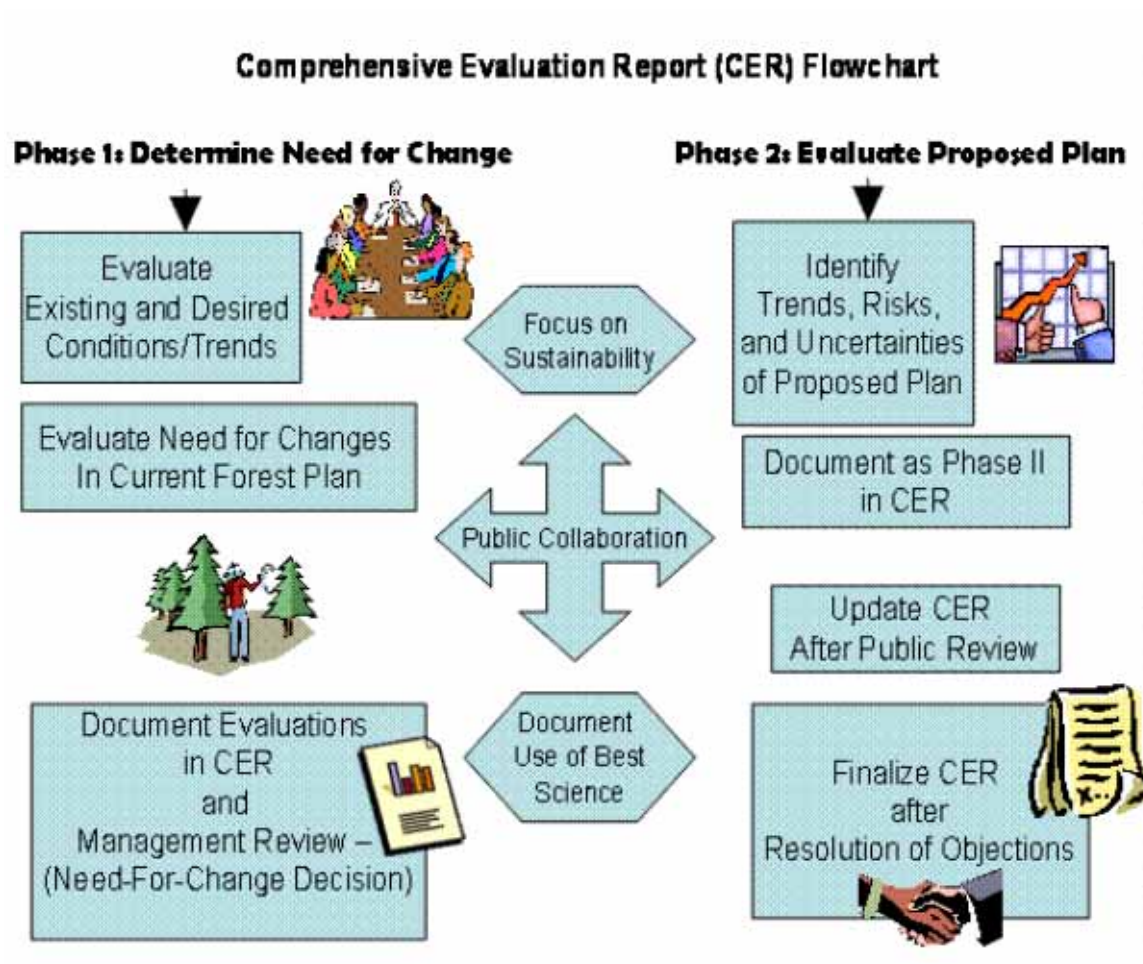 Comprehensive Evaluation Report (CER) Flowchart
Phase 1: Determine Need for Change
Evaluate
Existing and Desired
Conditions/Trends
Evaluate Need for Changes
In Current Forest Plan
Document Evaluations
in CER
and
Management Review –
(Need-For-Change Decision)
Focus on
Sustainability
Public Collaboration
Document
Use of Best
Science
Phase 2: Evaluate Proposed Plan
Identify
Trends, Risks,
and Uncertainties
of Proposed Plan
Document as Phase II
in CER
Update CER
After Public Review
Finalize CER
after
Resolution of Objections